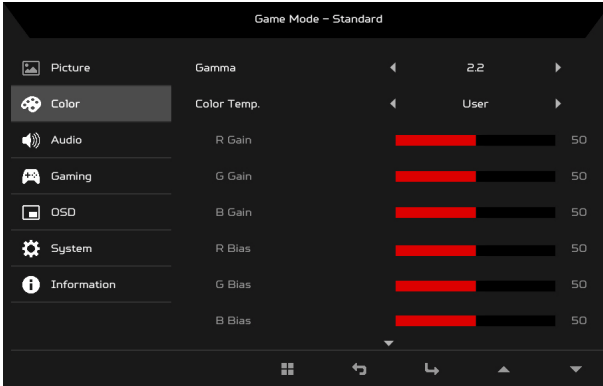 Game Mode – Standard
Picture
Gamma 2.2
Color
Color Temp. User
Audio
R Gain 50
Gaming
G Gain 50
OSD
B Gain 50
System
R Bias 50
Information
G Bias 50
B Bias 50